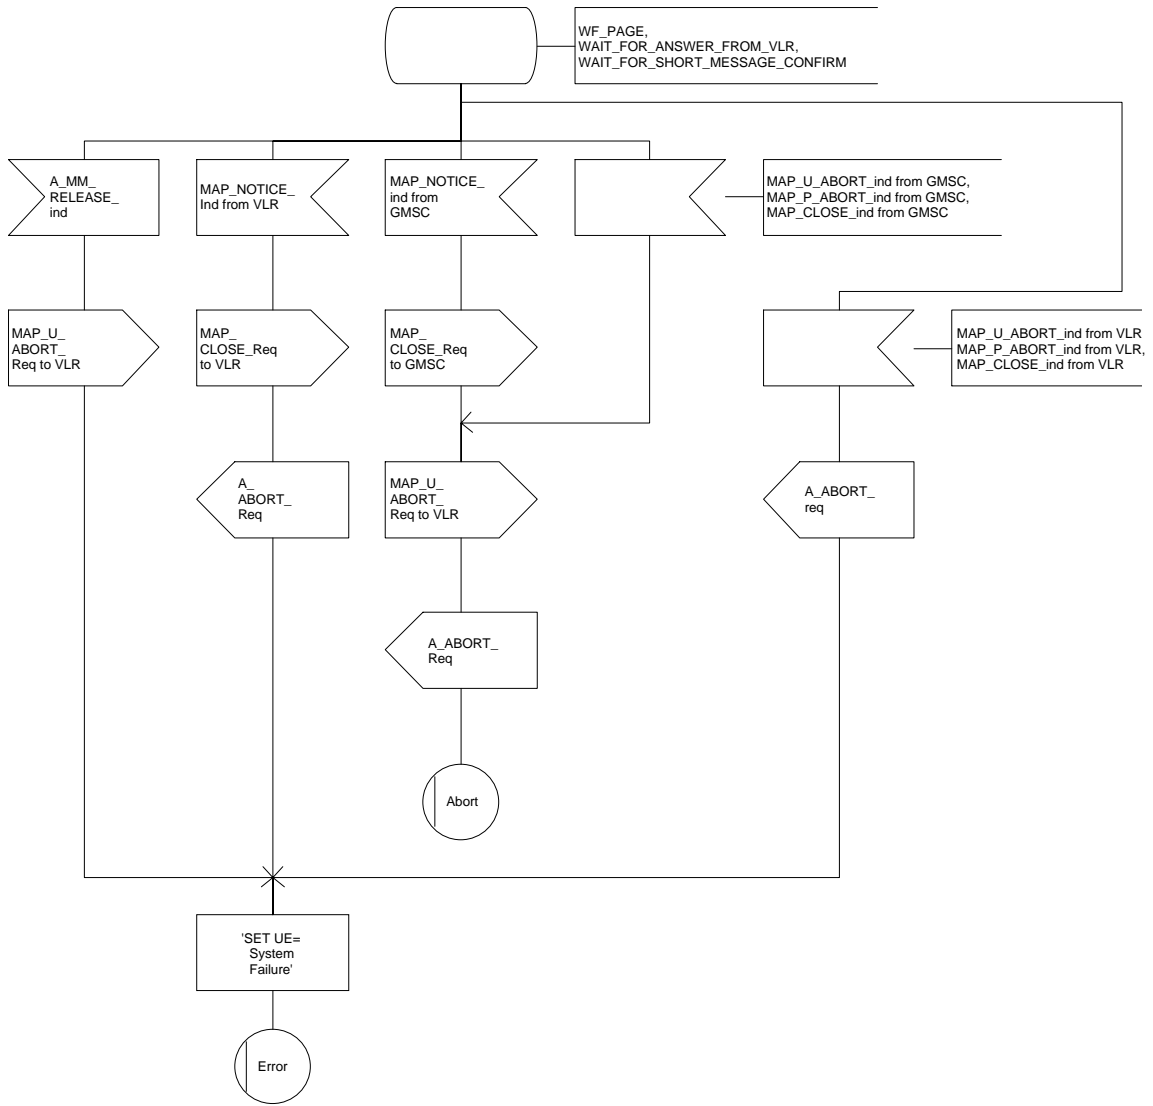 WF_PAGE,
WAIT_FOR_ANSWER_FROM_VLR,
WAIT_FOR_SHORT_MESSAGE_CONFIRM
A_MM_
RELEASE_
ind
MAP_NOTICE_
Ind from VLR
MAP_NOTICE_
ind from
GMSC
MAP_U_ABORT_ind from GMSC,
MAP_P_ABORT_ind from GMSC,
MAP_CLOSE_ind from GMSC
MAP_U_
ABORT_
Req to VLR
MAP_
CLOSE_Req
to VLR
MAP_
CLOSE_Req
to GMSC
MAP_U_ABORT_ind from VLR
MAP_P_ABORT_ind from VLR,
MAP_CLOSE_ind from VLR
A_
ABORT_
Req
MAP_U_
ABORT_
Req to VLR
A_ABORT_
req
A_ABORT_
Req
Abort
'SET UE=
System
Failure'
Error